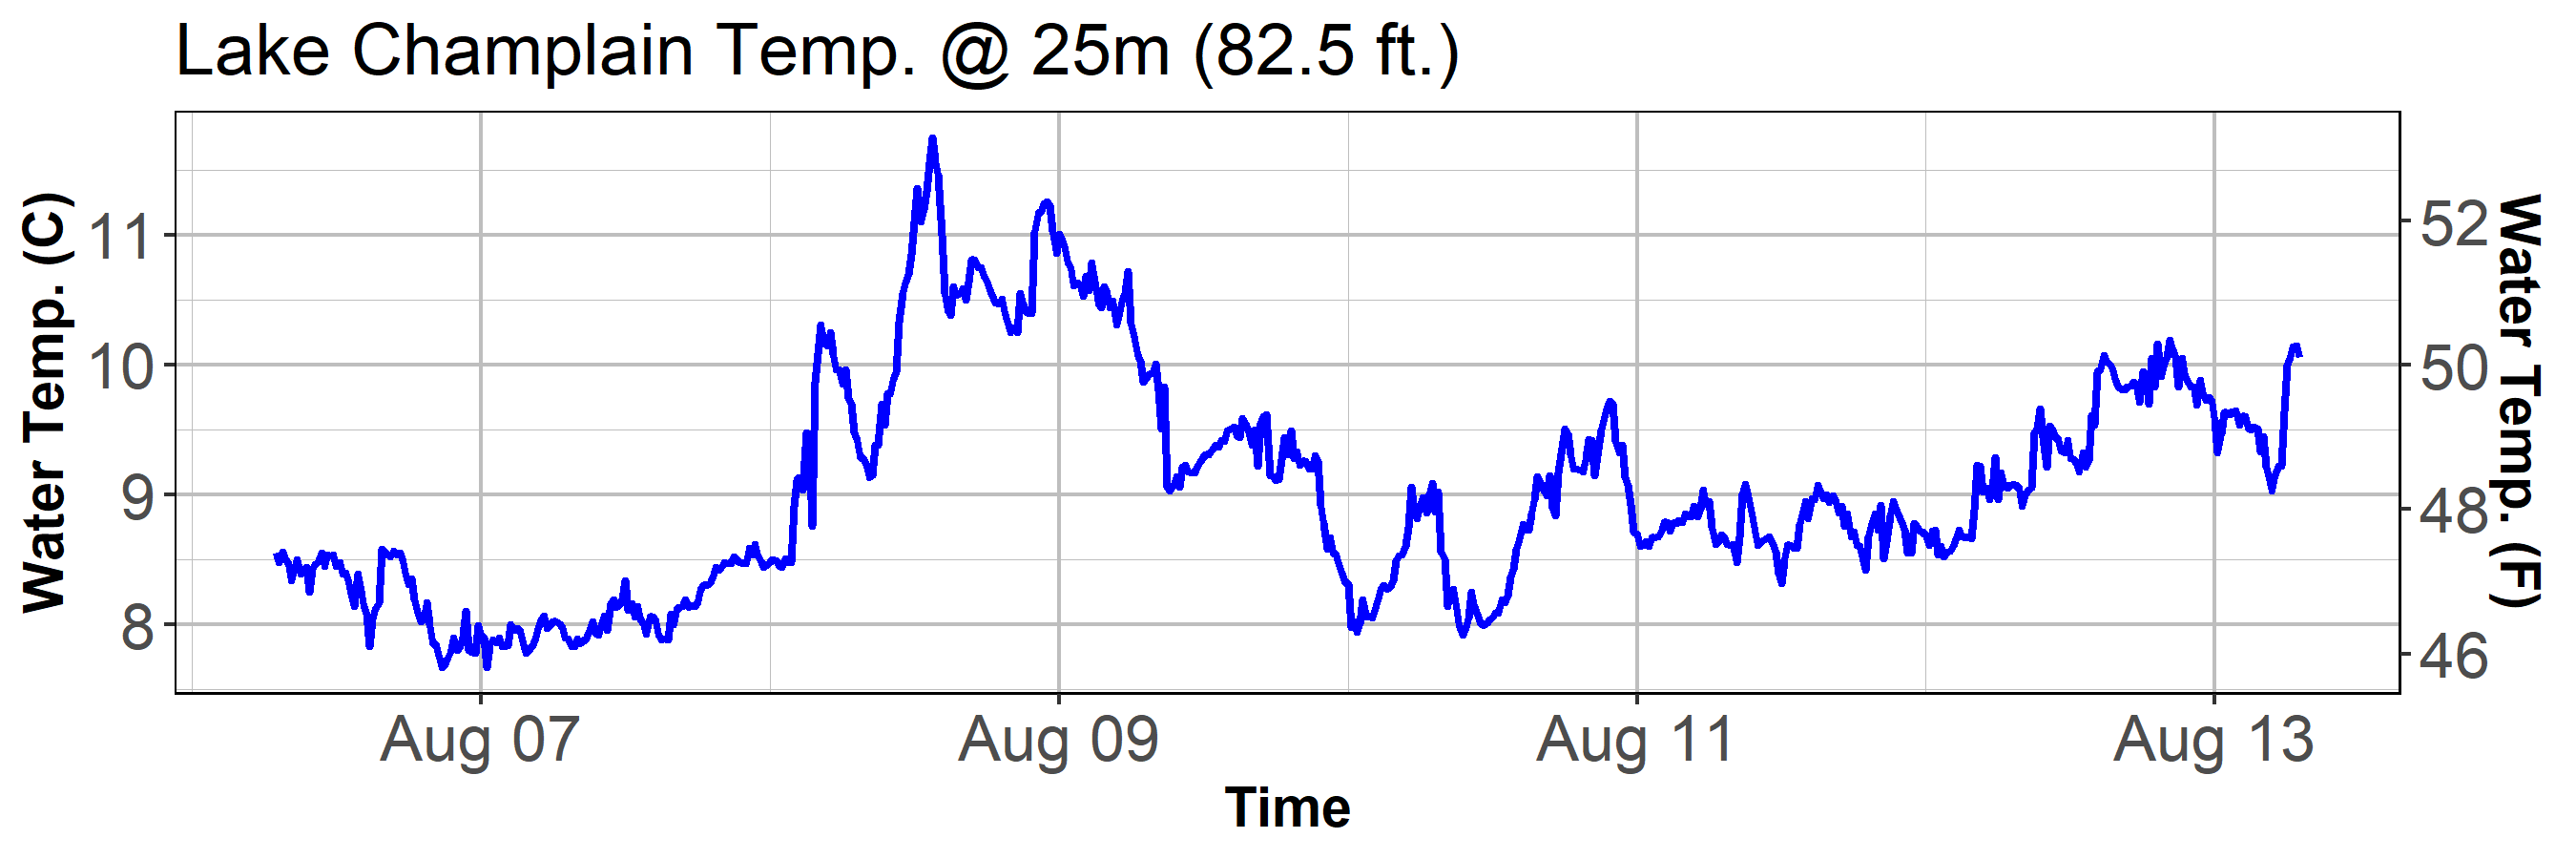 Lake Champlain Temp. @ 25m (82.5 ft.)
Water Temp. (C)
11
10
9
8
52
50
48
46
Water Temp. (F)
Aug 07
Aug 09
Aug 11
Aug 13
Time